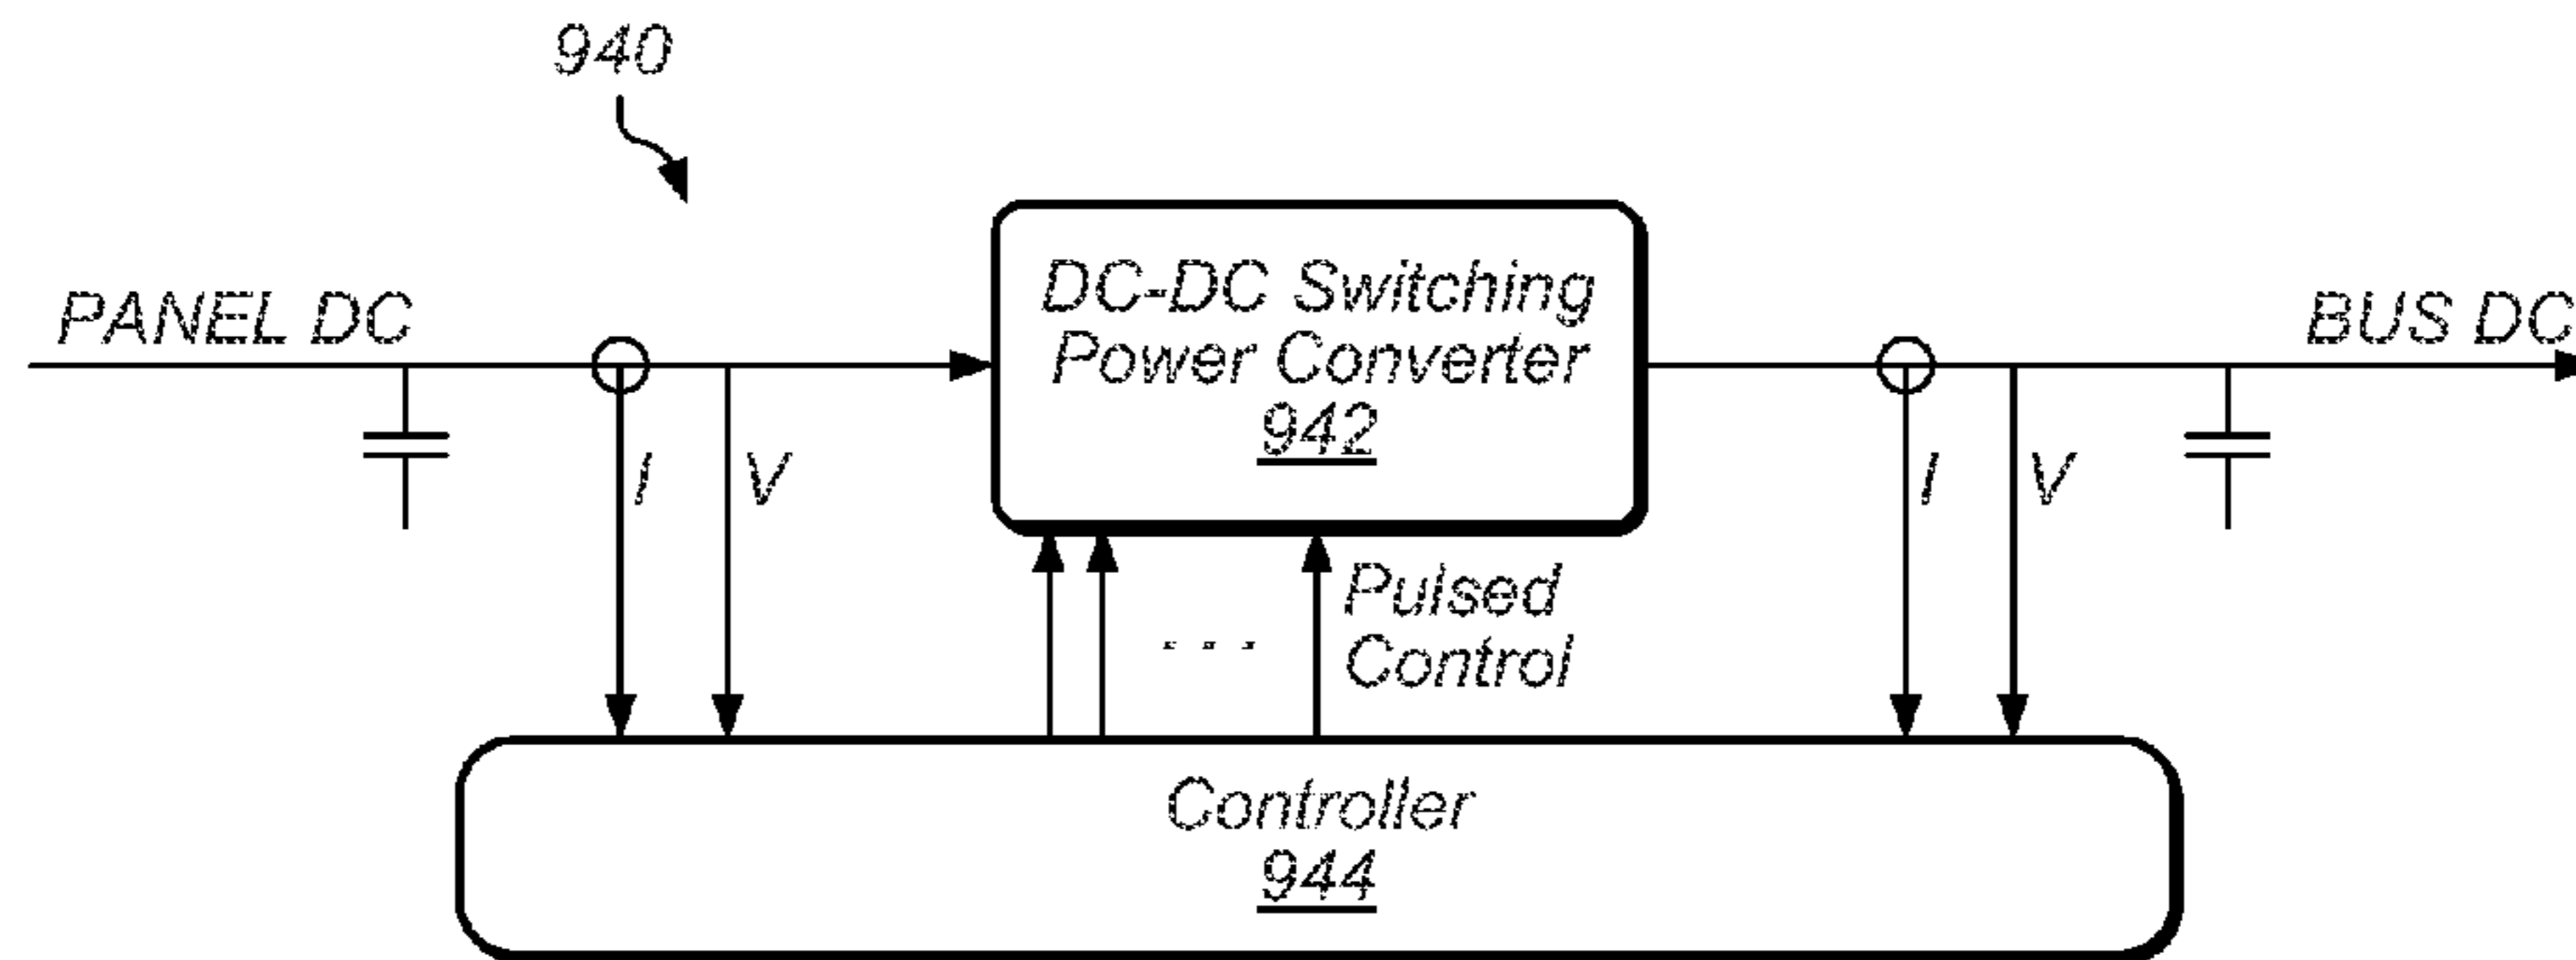 940
PANEL DC
DC-DC Switching
Power Converter
942
BUS DC
I
V
I
V
Pulsed
Control
. . .
Controller
944